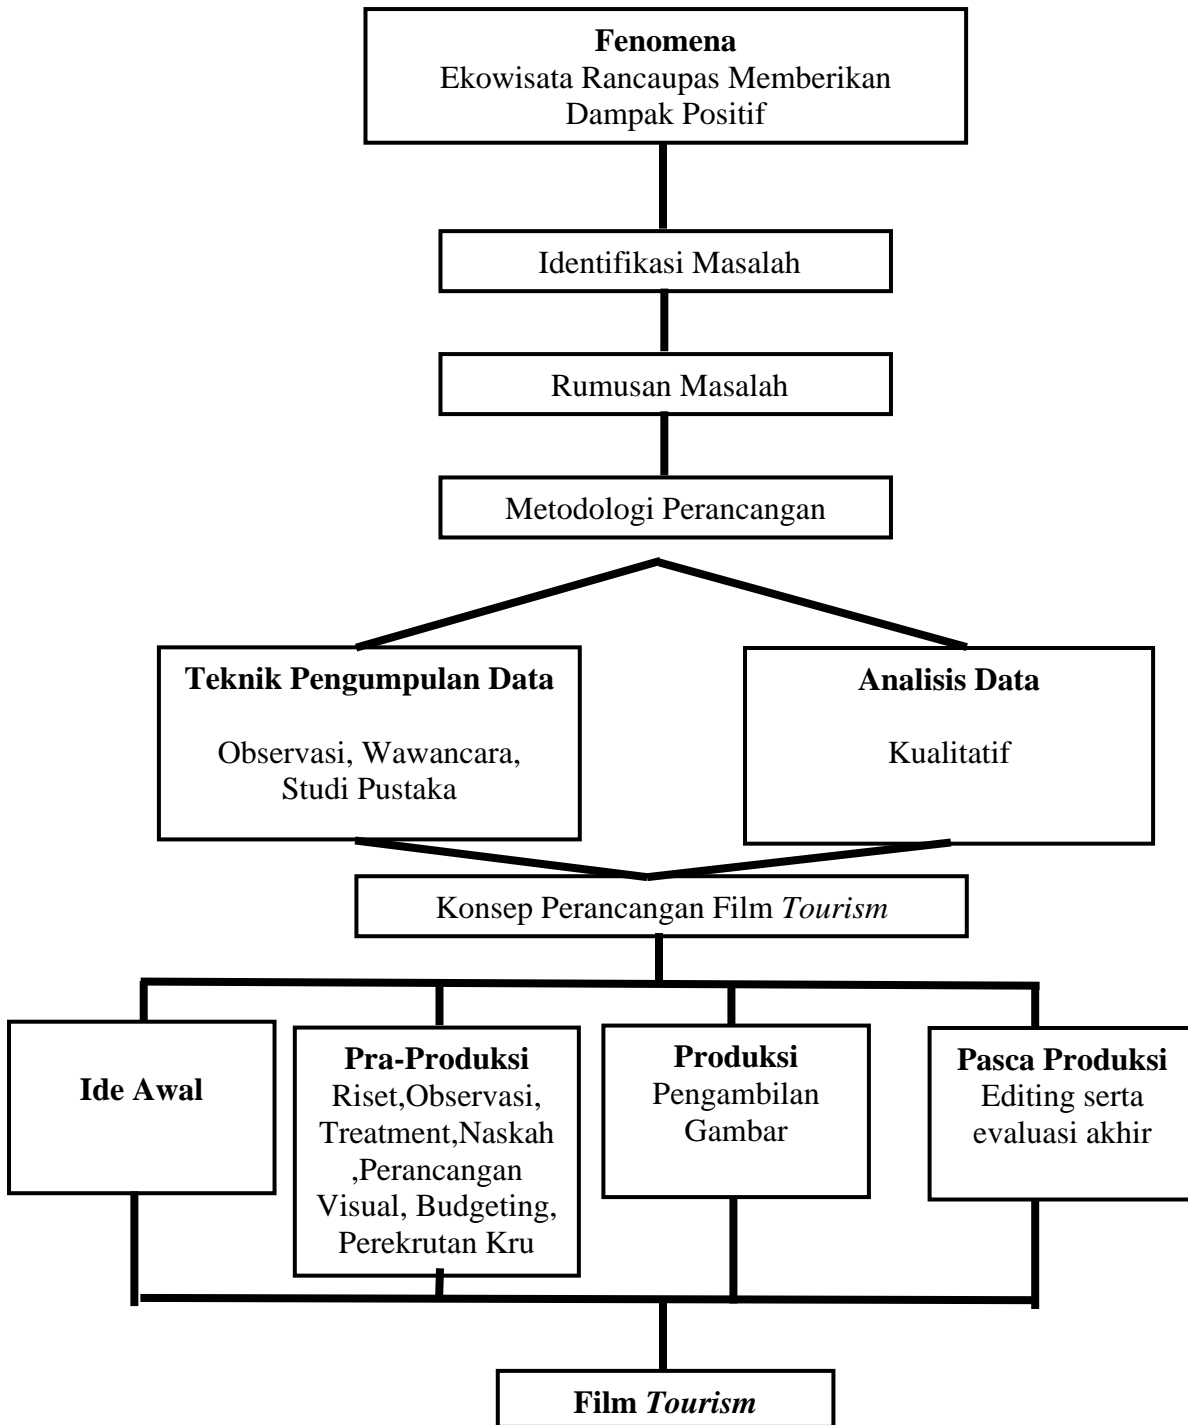 Fenomena
Ekowisata Rancaupas Memberikan
Dampak Positif
Identifikasi Masalah
Rumusan Masalah
Metodologi Perancangan
Teknik Pengumpulan Data
Observasi, Wawancara,
Studi Pustaka
Analisis Data
Kualitatif
Konsep Perancangan Film Tourism
Ide Awal
Pra-Produksi
Riset,Observasi,
Treatment,Naskah
,Perancangan
Visual, Budgeting,
Perekrutan Kru
Produksi
Pengambilan
Gambar
Pasca Produksi
Editing serta
evaluasi akhir
Film Tourism